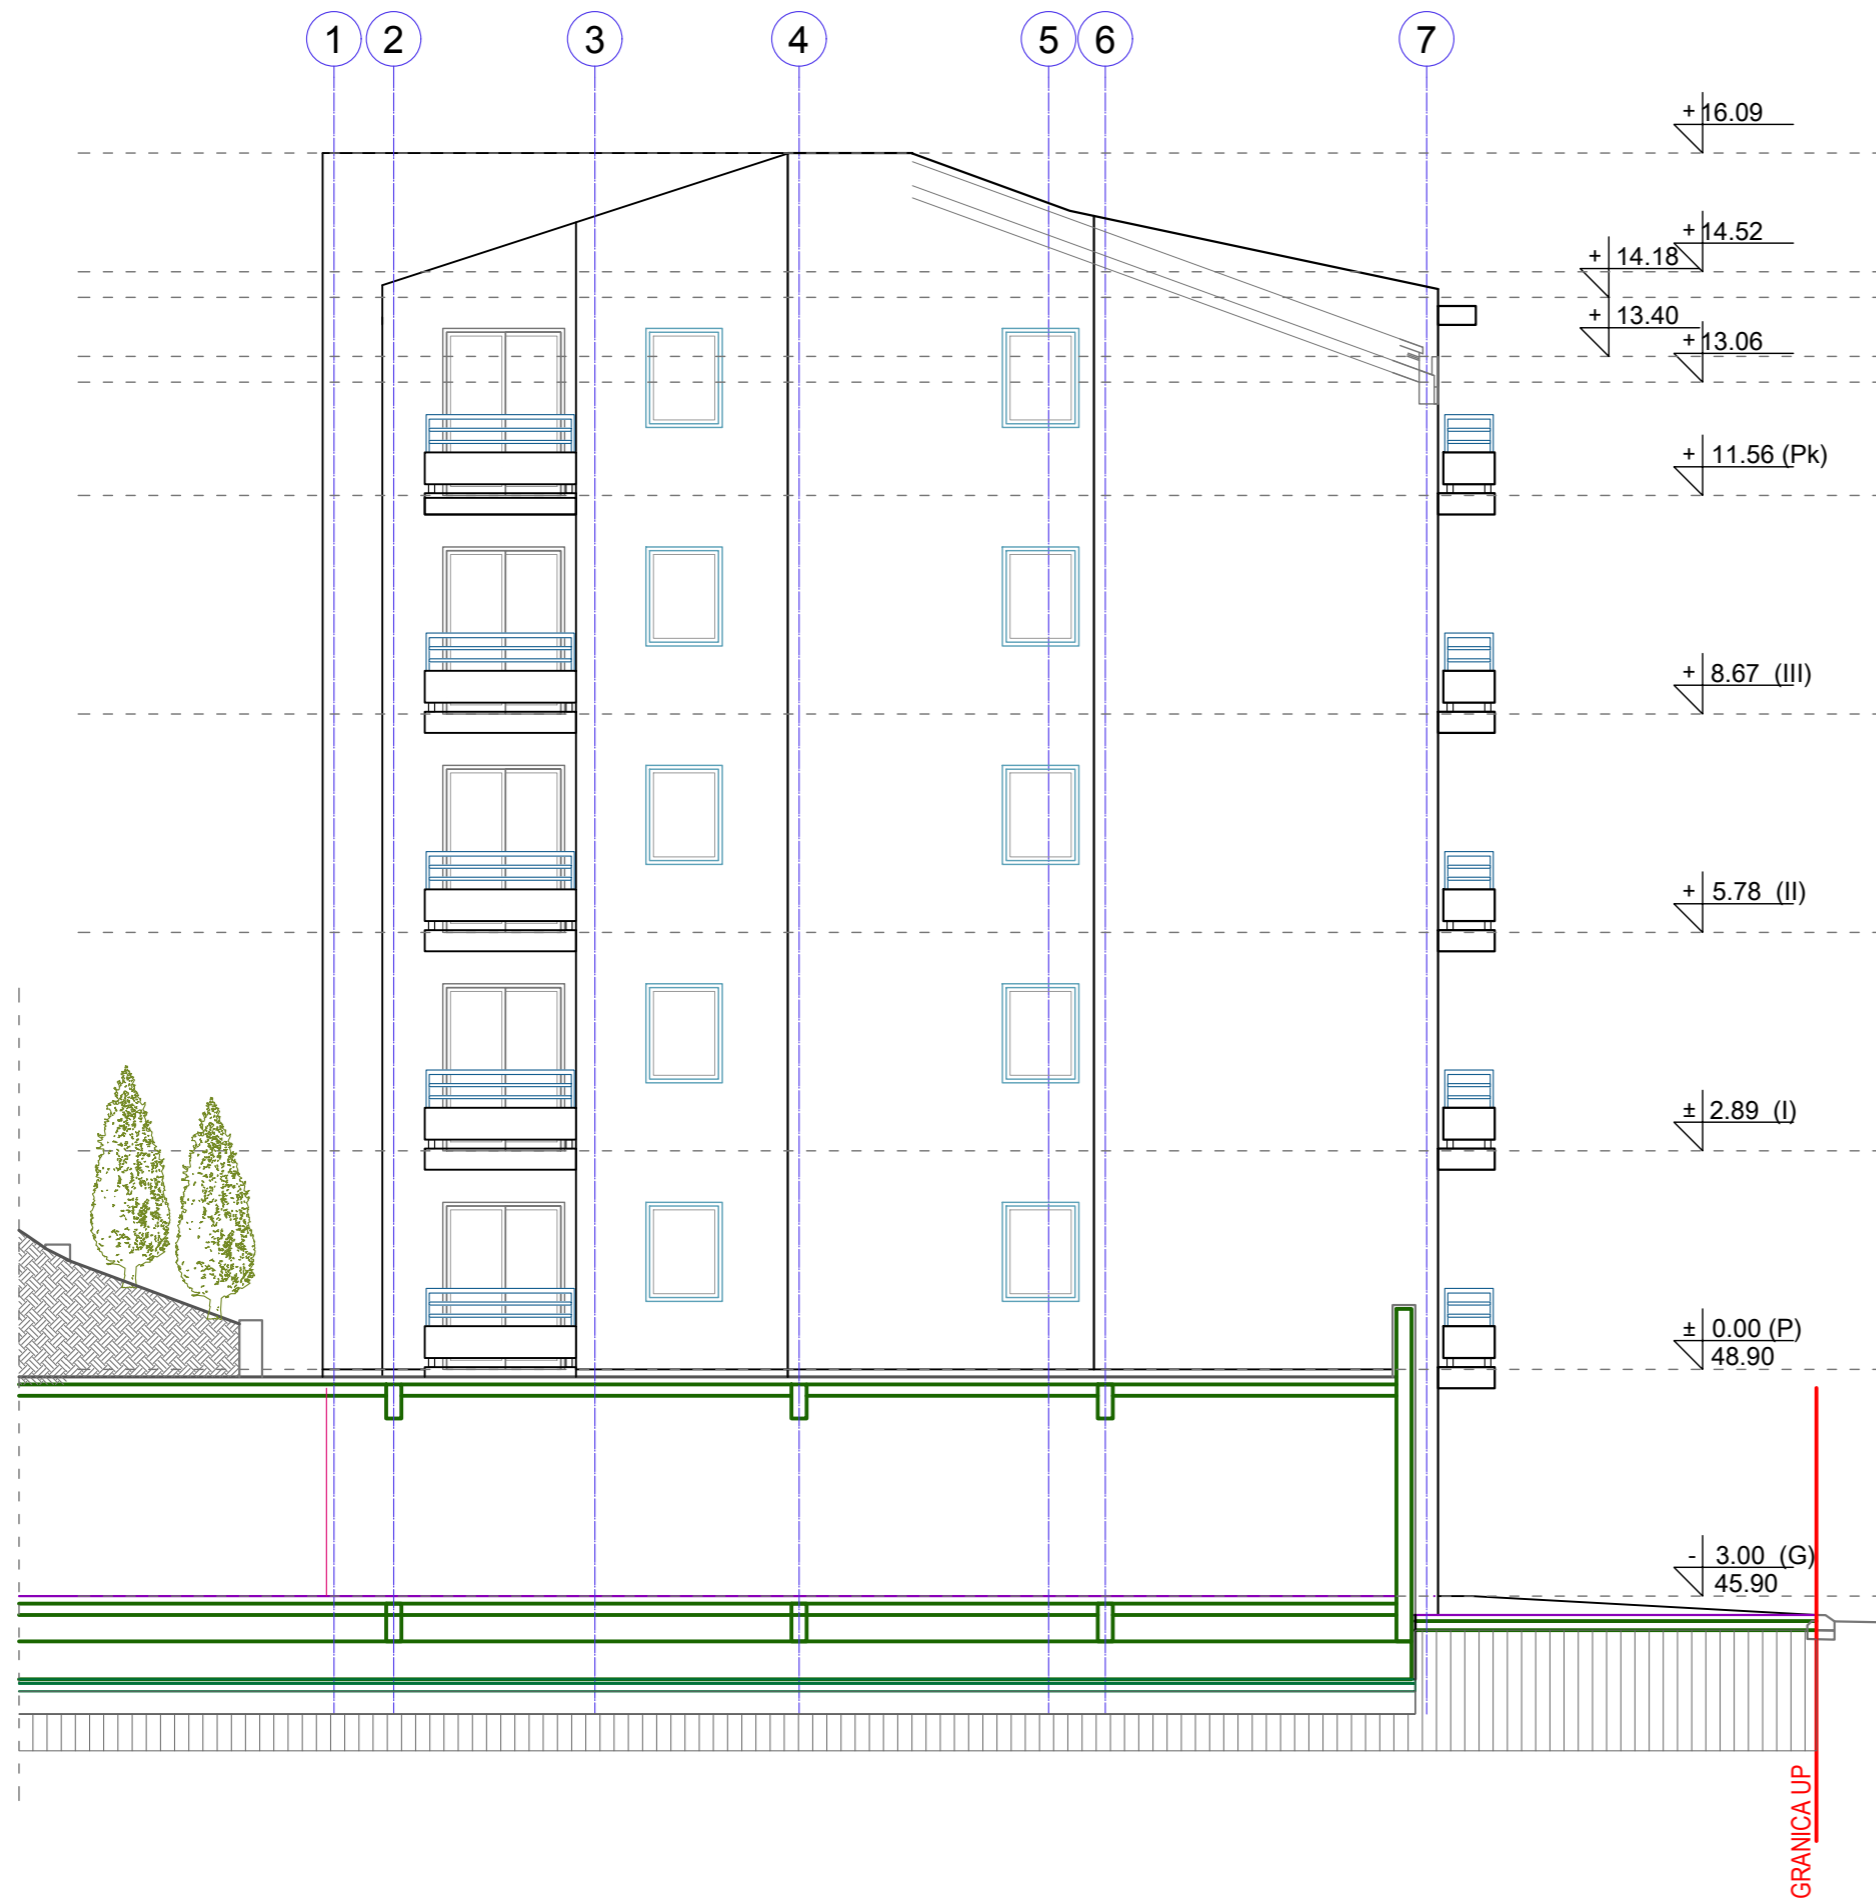 1 2 3 4 5 6 7
+ 16.09
+ 14.52
+ 14.18
+ 13.40
+ 13.06
+ 11.56 (Pk)
+ 8.67 (III)
+ 5.78 (II)
± 2.89 (I)
± 0.00 (P)
48.90
- 3.00 (G)
45.90
GRANICA UP